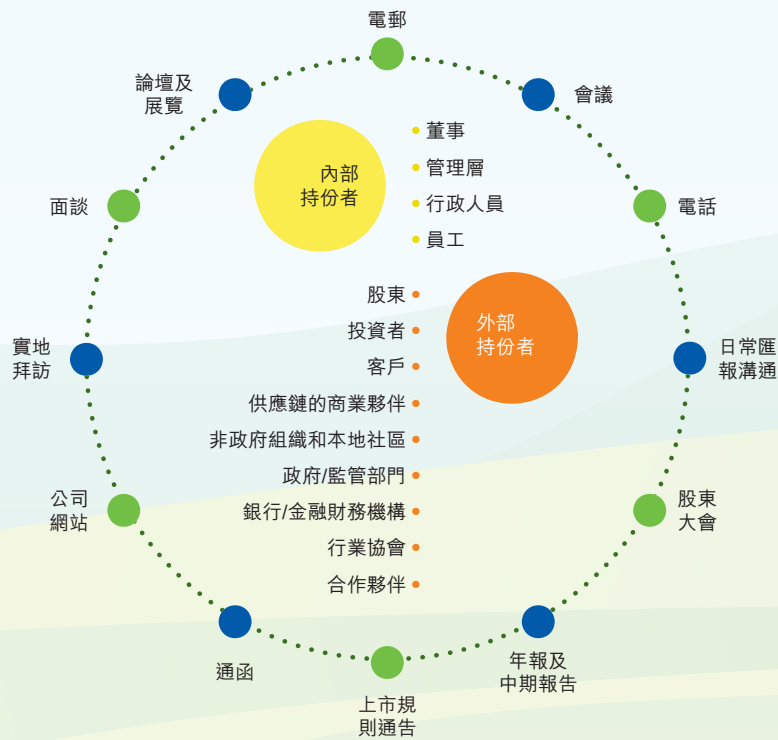 電郵
論壇及
展覽
會議
面談
電話
內部
持份者
董事
管理層
行政人員
員工
外部
持份者
股東
投資者
客戶
供應鏈的商業夥伴
非政府組織和本地社區
政府/監管部門
銀行/金融財務機構
行業協會
合作夥伴
實地
拜訪
日常匯
報溝通
公司
網站
股東
大會
通函
年報及
中期報告
上市規
則通告